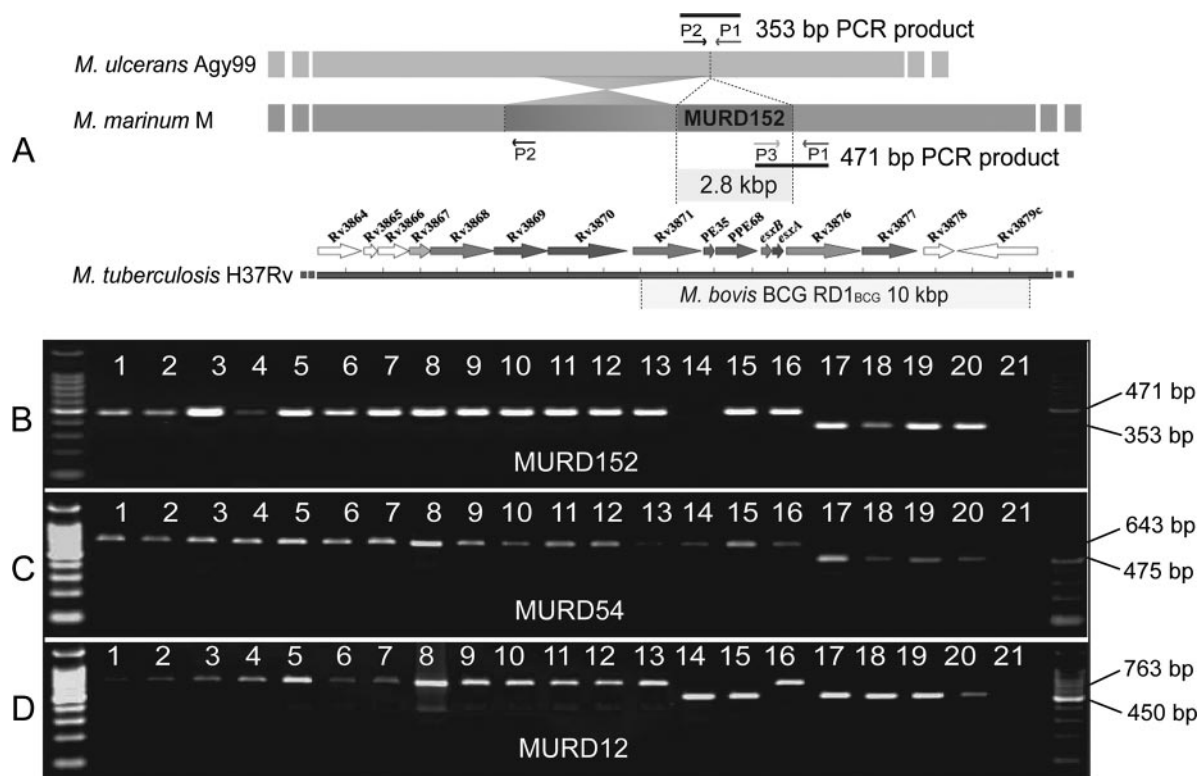 P2 P1 353 bp PCR product
M. ulcerans Agy99
M. marinum M
MURD152
A
P2
P3 P1 471 bp PCR product
2.8 kbp
Rv3864 Rv3865 Rv3866 Rv3867 Rv3868 Rv3869 Rv3870 Rv3871 PE35 PPE68 esxB esxA Rv3876 Rv3877 Rv3878 Rv3879c
M. tuberculosis H37Rv
M. bovis BCG RD1BCG 10 kbp
1 2 3 4 5 6 7 8 9 10 11 12 13 14 15 16 17 18 19 20 21
471 bp
B
353 bp
MURD152
1 2 3 4 5 6 7 8 9 10 11 12 13 14 15 16 17 18 19 20 21
643 bp
C
475 bp
MURD54
1 2 3 4 5 6 7 8 9 10 11 12 13 14 15 16 17 18 19 20 21
763 bp
D
450 bp
MURD12